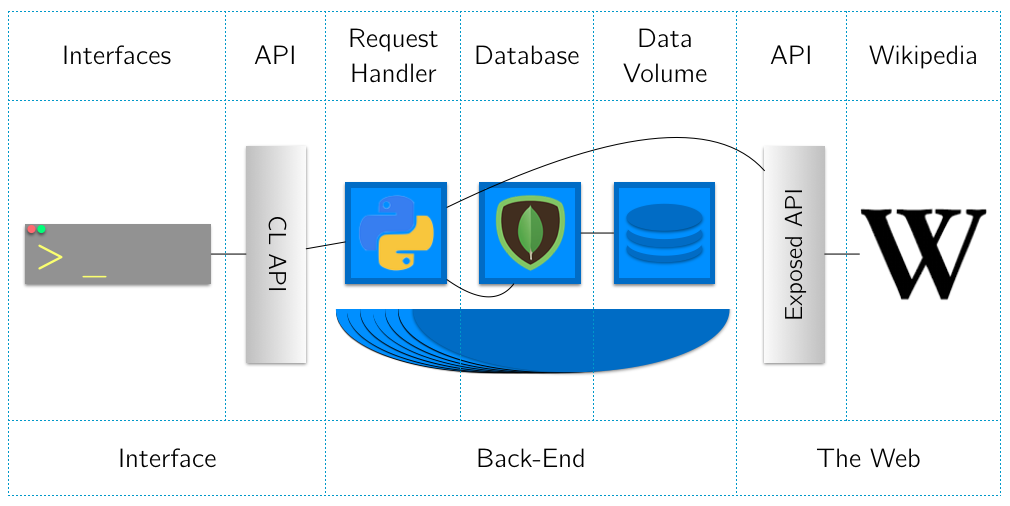 Interfaces
API
Request
Handler
Database
Data
Volume
API
Wikipedia
> _
CL API
Exposed API
W
Interface
Back-End
The Web